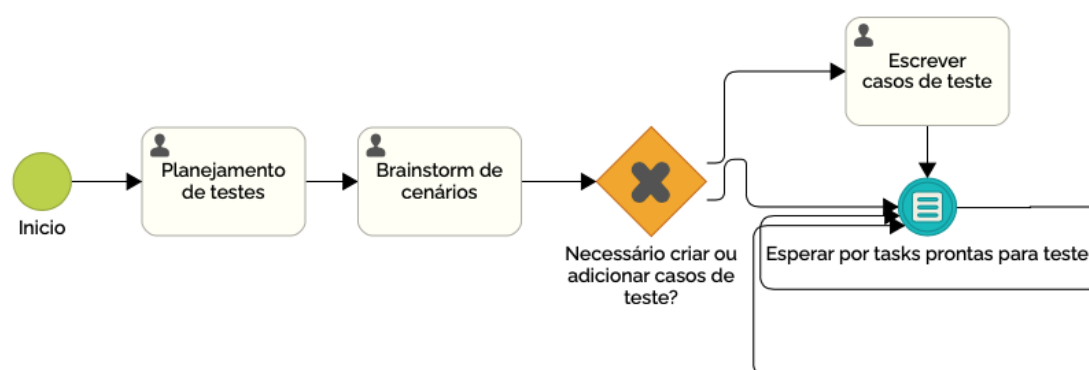 Inicio
Planejamento
de testes
Brainstorm de
cenários
Necessário criar ou
adicionar casos de
teste?
Escrever
casos de teste
Esperar por tasks prontas para teste